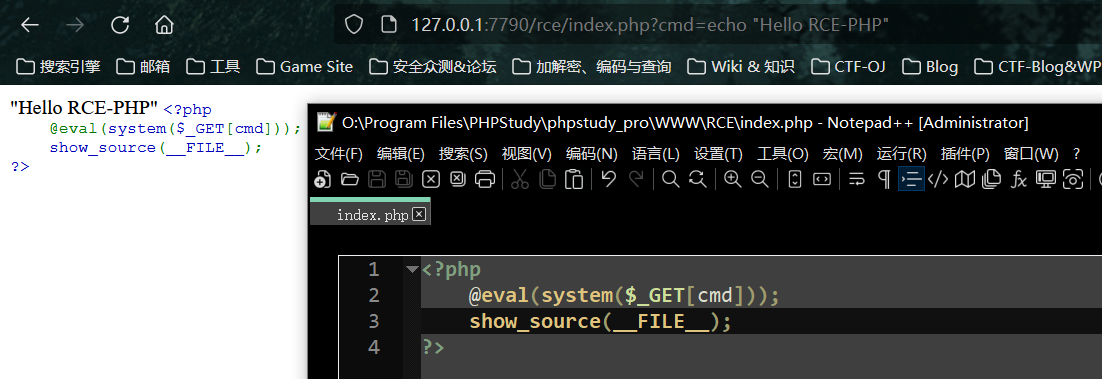 127.0.0.1:7790/rce/index.php?cmd=echo "Hello RCE-PHP"
搜索引擎 邮箱 工具 Game Site 安全众测&论坛 加解密、编码与查询 Wiki & 知识 CTF-OJ Blog CTF-Blog&WP
"Hello RCE-PHP" <?php
@eval(system($_GET[cmd]));
show_source(__FILE__);
?>
O:\Program Files\PHPStudy\phpstudy_pro\WWW\RCE\index.php - Notepad++ [Administrator]
文件(F) 编辑(E) 搜索(S) 视图(V) 编码(N) 语言(L) 设置(T) 工具(O) 宏(M) 运行(R) 插件(P) 窗口(W) ?
index.php
1 <?php
2 @eval(system($_GET[cmd]));
3 show_source(__FILE__);
4 ?>